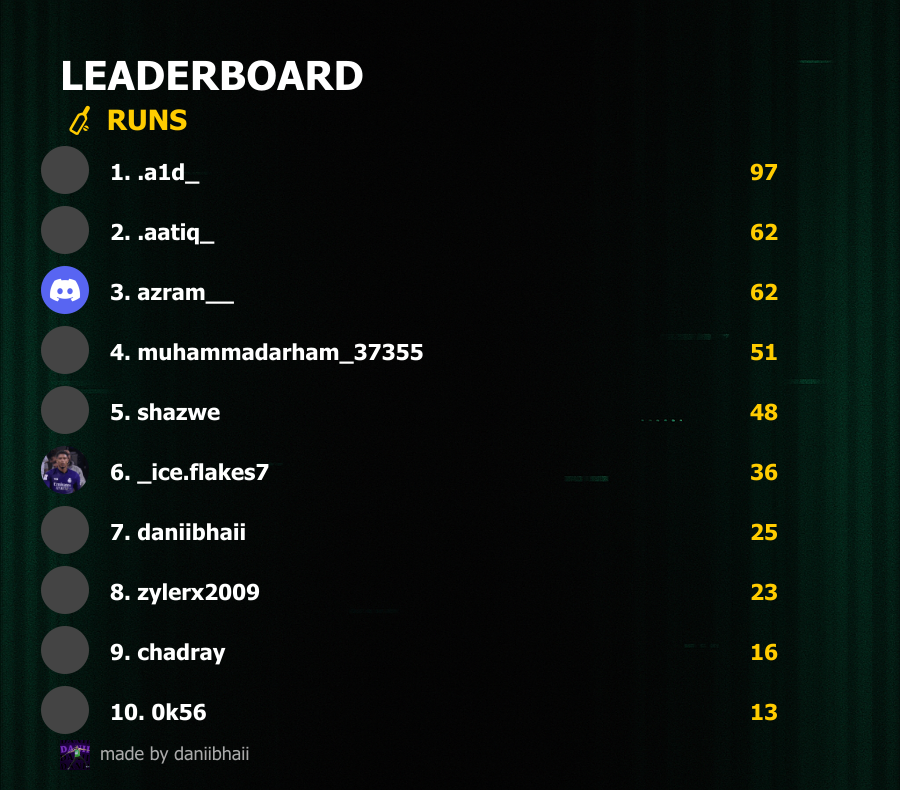 LEADERBOARD
RUNS
1. .a1d_ 97
2. .aatiq_ 62
3. azram__ 62
4. muhammadarham_37355 51
5. shazwe 48
6. _ice.flakes7 36
7. daniibhaii 25
8. zylerx2009 23
9. chadray 16
10. 0k56 13
made by daniibhaii